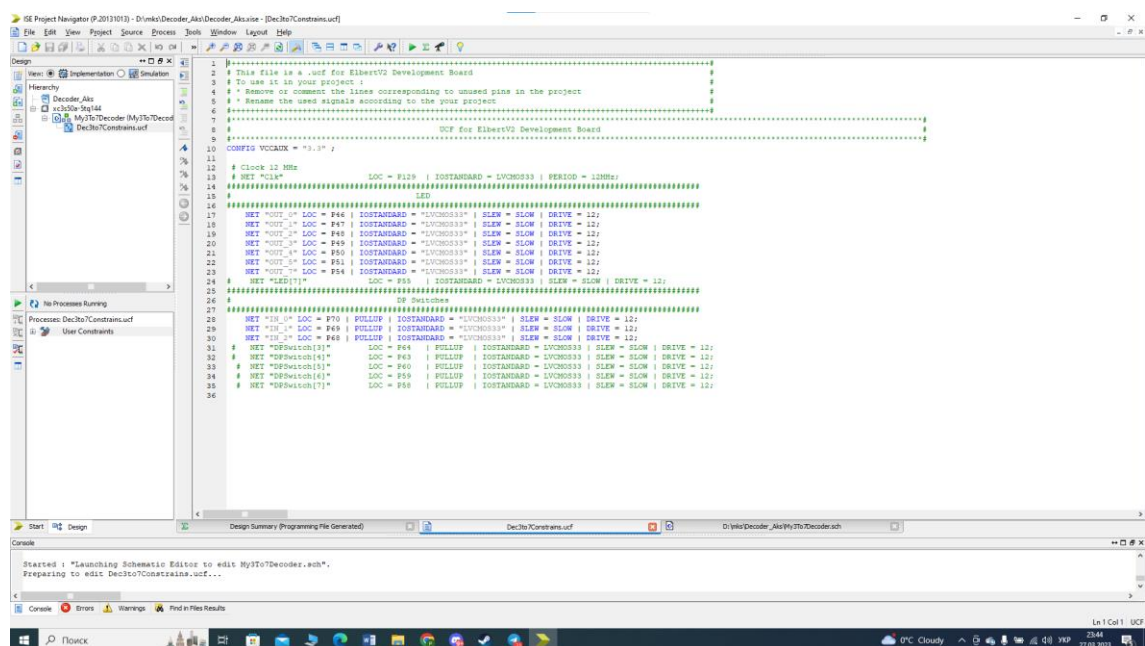 ISE Project Navigator (P.20131013) - D:\mks\Decoder_Aks\Decoder_Aks.xise - [Dec3to7Constrains.ucf]
File Edit View Project Source Process Tools Window Layout Help
Design
View: Implementation Simulation
Hierarchy
Decoder_Aks
xc3s50a-5tq144
My3To7Decoder (My3To7Decod
Dec3to7Constrains.ucf
No Processes Running
Processes: Dec3to7Constrains.ucf
User Constraints
1 #++++++++++++++++++++++++++++++++++++++++++++++++++++++++++++++++++++++++++++++++++++++++++++++++++++++#
2 # This file is a .ucf for ElbertV2 Development Board #
3 # To use it in your project : #
4 # * Remove or comment the lines corresponding to unused pins in the project #
5 # * Rename the used signals according to the your project #
6 #++++++++++++++++++++++++++++++++++++++++++++++++++++++++++++++++++++++++++++++++++++++++++++++++++++++#
7 #******************************************************************************************************#
8 # UCF for ElbertV2 Development Board #
9 #******************************************************************************************************#
10 CONFIG VCCAUX = "3.3" ;
11
12 # Clock 12 MHz
13 # NET "Clk" LOC = P129 | IOSTANDARD = LVCMOS33 | PERIOD = 12MHz;
14 ####################################################################################################
15 # LED
16 ####################################################################################################
17 NET "OUT_0" LOC = P46 | IOSTANDARD = "LVCMOS33" | SLEW = SLOW | DRIVE = 12;
18 NET "OUT_1" LOC = P47 | IOSTANDARD = "LVCMOS33" | SLEW = SLOW | DRIVE = 12;
19 NET "OUT_2" LOC = P48 | IOSTANDARD = "LVCMOS33" | SLEW = SLOW | DRIVE = 12;
20 NET "OUT_3" LOC = P49 | IOSTANDARD = "LVCMOS33" | SLEW = SLOW | DRIVE = 12;
21 NET "OUT_4" LOC = P50 | IOSTANDARD = "LVCMOS33" | SLEW = SLOW | DRIVE = 12;
22 NET "OUT_5" LOC = P51 | IOSTANDARD = "LVCMOS33" | SLEW = SLOW | DRIVE = 12;
23 NET "OUT_7" LOC = P54 | IOSTANDARD = "LVCMOS33" | SLEW = SLOW | DRIVE = 12;
24 # NET "LED[7]" LOC = P55 | IOSTANDARD = LVCMOS33 | SLEW = SLOW | DRIVE = 12;
25 ####################################################################################################
26 # DP Switches
27 ####################################################################################################
28 NET "IN_0" LOC = P70 | PULLUP | IOSTANDARD = "LVCMOS33" | SLEW = SLOW | DRIVE = 12;
29 NET "IN_1" LOC = P69 | PULLUP | IOSTANDARD = "LVCMOS33" | SLEW = SLOW | DRIVE = 12;
30 NET "IN_2" LOC = P68 | PULLUP | IOSTANDARD = "LVCMOS33" | SLEW = SLOW | DRIVE = 12;
31 # NET "DPSwitch[3]" LOC = P64 | PULLUP | IOSTANDARD = LVCMOS33 | SLEW = SLOW | DRIVE = 12;
32 # NET "DPSwitch[4]" LOC = P63 | PULLUP | IOSTANDARD = LVCMOS33 | SLEW = SLOW | DRIVE = 12;
33 # NET "DPSwitch[5]" LOC = P60 | PULLUP | IOSTANDARD = LVCMOS33 | SLEW = SLOW | DRIVE = 12;
34 # NET "DPSwitch[6]" LOC = P59 | PULLUP | IOSTANDARD = LVCMOS33 | SLEW = SLOW | DRIVE = 12;
35 # NET "DPSwitch[7]" LOC = P58 | PULLUP | IOSTANDARD = LVCMOS33 | SLEW = SLOW | DRIVE = 12;
36
Start Design
Design Summary (Programming File Generated) Dec3to7Constrains.ucf D:/mks/Decoder_Aks/My3To7Decoder.sch
Console
Started : "Launching Schematic Editor to edit My3To7Decoder.sch".
Preparing to edit Dec3to7Constrains.ucf...
Console Errors Warnings Find in Files Results
Ln 1 Col 1 UCF
Поиск 0°C Cloudy УКР 23:44
27.03.2023